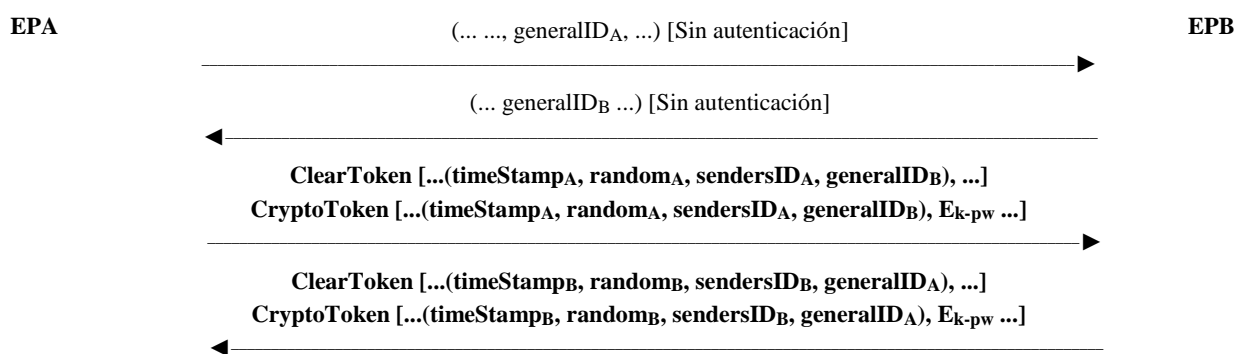 EPA (... ..., generalIDA, ...) [Sin autenticación] EPB
(... generalIDB ...) [Sin autenticación]
ClearToken [...(timeStampA, randomA, sendersIDA, generalIDB), ...]
CryptoToken [...(timeStampA, randomA, sendersIDA, generalIDB), Ek-pw ...]
ClearToken [...(timeStampB, randomB, sendersIDB, generalIDA), ...]
CryptoToken [...(timeStampB, randomB, sendersIDB, generalIDA), Ek-pw ...]